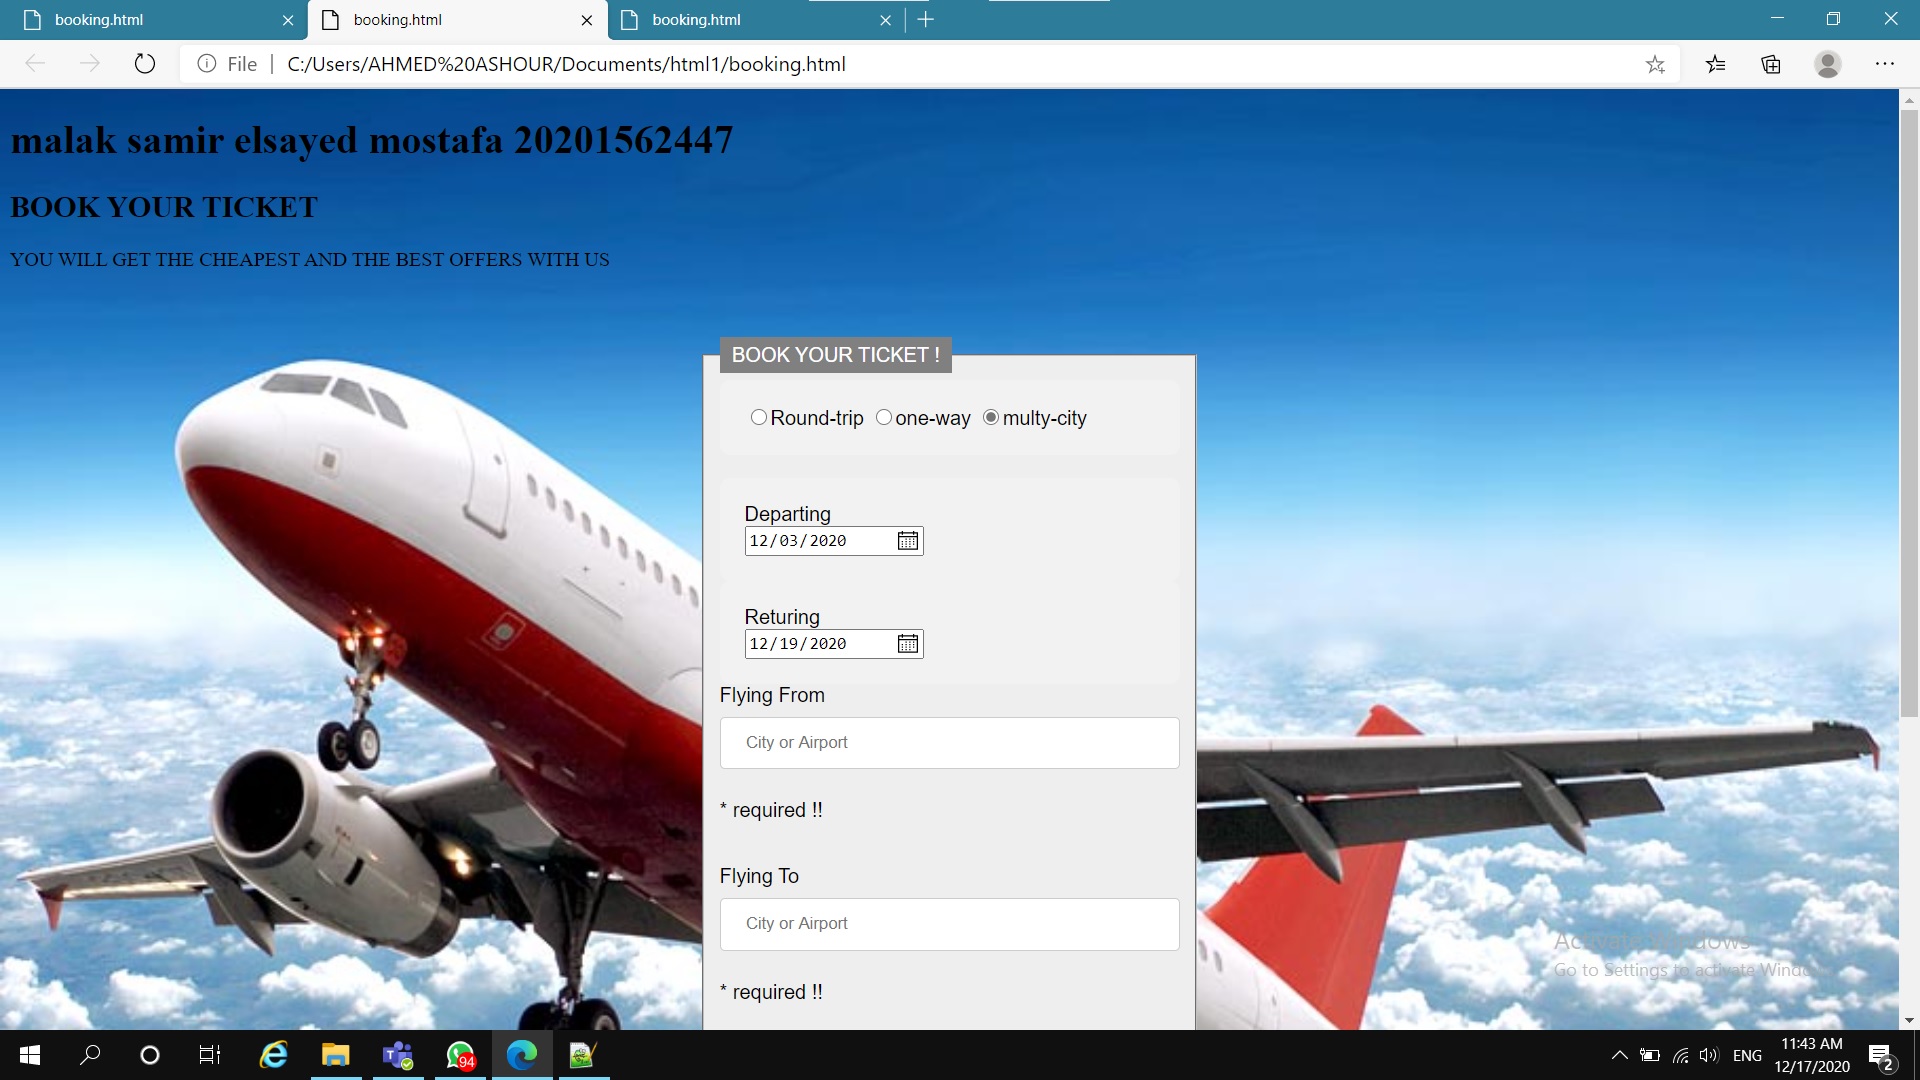 booking.html
booking.html
booking.html
File
C:/Users/AHMED%20ASHOUR/Documents/html1/booking.html
malak samir elsayed mostafa 20201562447
BOOK YOUR TICKET
YOU WILL GET THE CHEAPEST AND THE BEST OFFERS WITH US
BOOK YOUR TICKET !
Round-trip one-way multy-city
Departing
12/03/2020
Returing
12/19/2020
Flying From
City or Airport
* required !!
Flying To
City or Airport
* required !!
Activate Windows
Go to Settings to activate Windows
94
ENG
11:43 AM
12/17/2020
2